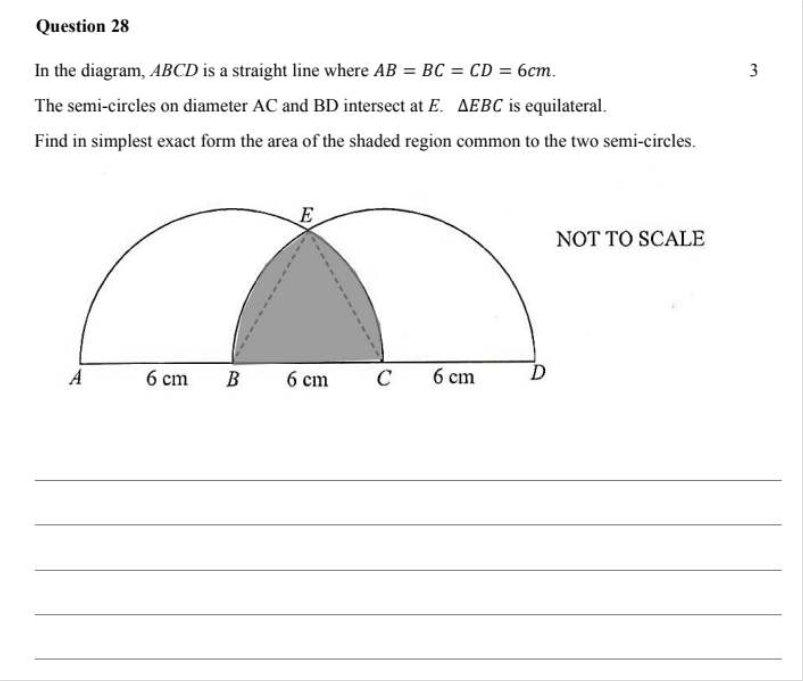 Question 28
In the diagram, ABCD is a straight line where AB = BC = CD = 6cm. 3
The semi-circles on diameter AC and BD intersect at E. ΔEBC is equilateral.
Find in simplest exact form the area of the shaded region common to the two semi-circles.
E
NOT TO SCALE
A 6 cm B 6 cm C 6 cm D